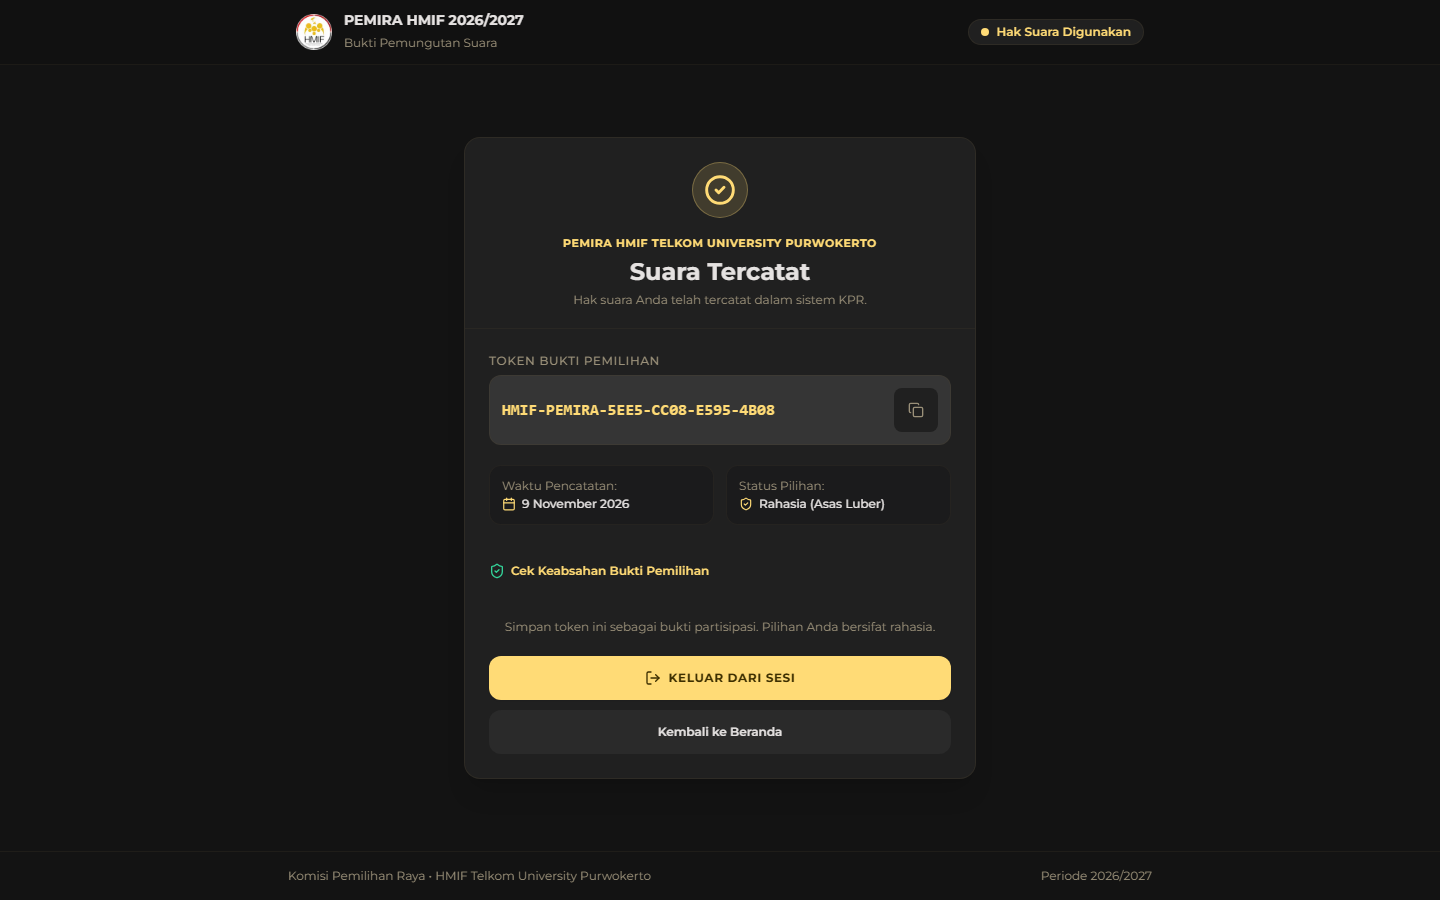 HMIF
PEMIRA HMIF 2026/2027
Bukti Pemungutan Suara
Hak Suara Digunakan
PEMIRA HMIF TELKOM UNIVERSITY PURWOKERTO
Suara Tercatat
Hak suara Anda telah tercatat dalam sistem KPR.
TOKEN BUKTI PEMILIHAN
HMIF-PEMIRA-5EE5-CC08-E595-4B08
Waktu Pencatatan:
9 November 2026
Status Pilihan:
Rahasia (Asas Luber)
Cek Keabsahan Bukti Pemilihan
Simpan token ini sebagai bukti partisipasi. Pilihan Anda bersifat rahasia.
KELUAR DARI SESI
Kembali ke Beranda
Komisi Pemilihan Raya • HMIF Telkom University Purwokerto
Periode 2026/2027